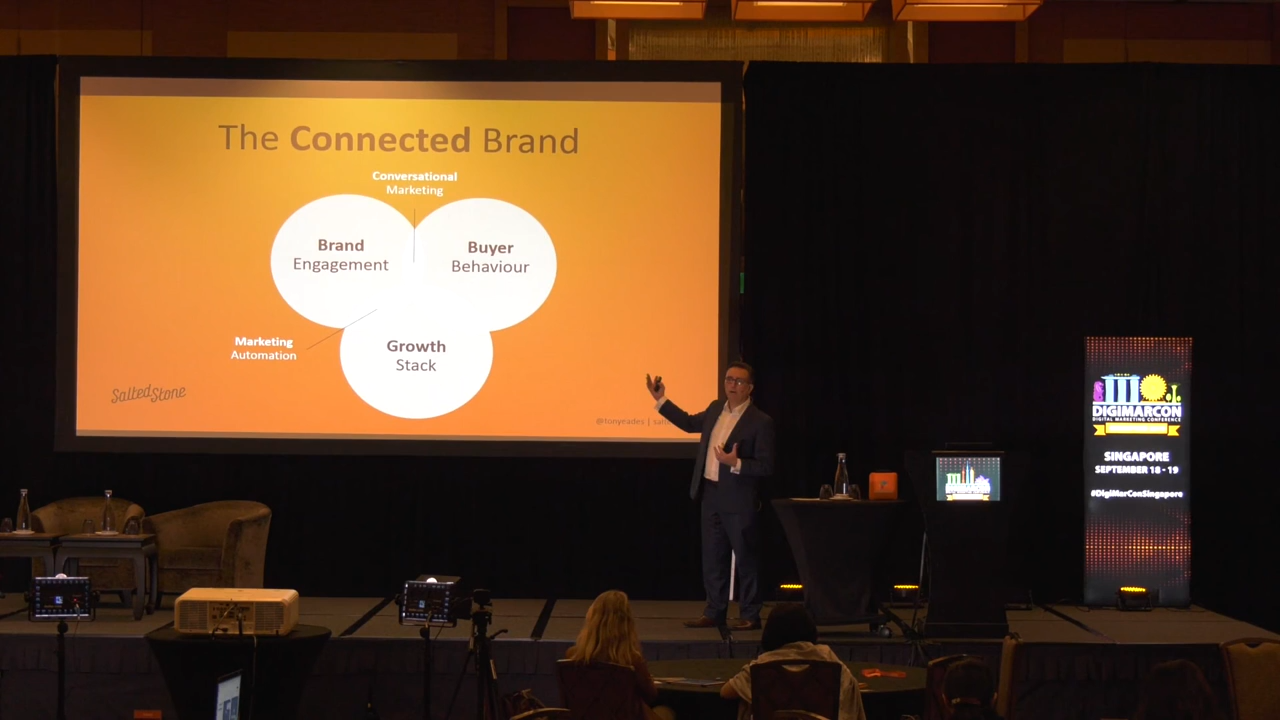 The Connected Brand
Conversational
Marketing
Brand
Engagement
Buyer
Behaviour
Marketing
Automation
Growth
Stack
SaltedStone
@tonyeades |
DIGIMARCON
DIGITAL MARKETING CONFERENCE
SINGAPORE
SEPTEMBER 18 - 19
#DigiMarConSingapore